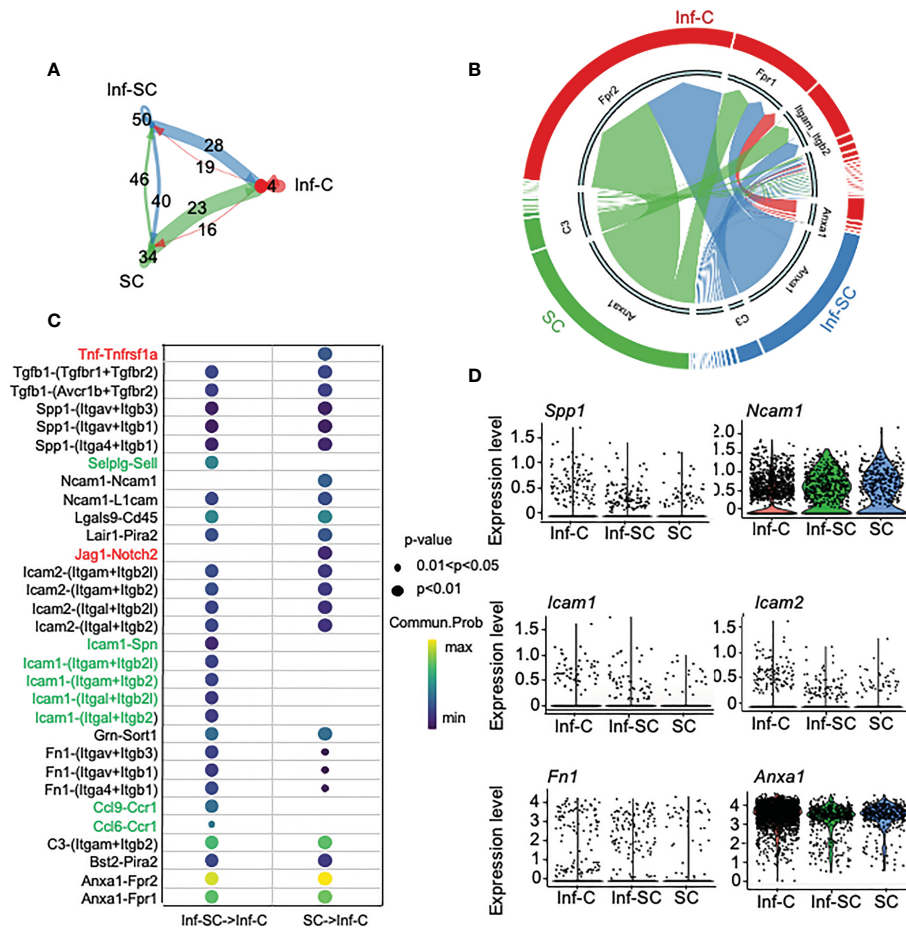 A
Inf-SC
50
28
19
4
Inf-C
46
40
23
16
34
SC
B
Inf-C
Fpr2
Fpr1
Itgam_Itgb2
Anxa1
Anxa1
C3
Anxa1
C3
SC
Inf-SC
C
Tnf-Tnfrsf1a
Tgfb1-(Tgfbr1+Tgfbr2)
Tgfb1-(Avcr1b+Tgfbr2)
Spp1-(Itgav+Itgb3)
Spp1-(Itgav+Itgb1)
Spp1-(Itga4+Itgb1)
Selplg-Sell
Ncam1-Ncam1
Ncam1-L1cam
Lgals9-Cd45
Lair1-Pira2
Jag1-Notch2
Icam2-(Itgam+Itgb2l)
Icam2-(Itgam+Itgb2)
Icam2-(Itgal+Itgb2l)
Icam2-(Itgal+Itgb2)
Icam1-Spn
Icam1-(Itgam+Itgb2l)
Icam1-(Itgam+Itgb2)
Icam1-(Itgal+Itgb2l)
Icam1-(Itgal+Itgb2)
Grn-Sort1
Fn1-(Itgav+Itgb3)
Fn1-(Itgav+Itgb1)
Fn1-(Itga4+Itgb1)
Ccl9-Ccr1
Ccl6-Ccr1
C3-(Itgam+Itgb2)
Bst2-Pira2
Anxa1-Fpr2
Anxa1-Fpr1
Inf-SC->Inf-C
SC->Inf-C
p-value
0.01<p<0.05
p<0.01
Commun.Prob
max
min
D
Spp1
Expression level
1.5
1.0
0.5
0
Inf-C
Inf-SC
SC
Ncam1
2.0
1.5
1.0
0.5
0
Inf-C
Inf-SC
SC
Icam1
Expression level
1.5
1.0
0.5
0
Inf-C
Inf-SC
SC
Icam2
1.5
1.0
0.5
0
Inf-C
Inf-SC
SC
Fn1
Expression level
4
3
2
1
0
Inf-C
Inf-SC
SC
Anxa1
4
3
2
1
0
Inf-C
Inf-SC
SC